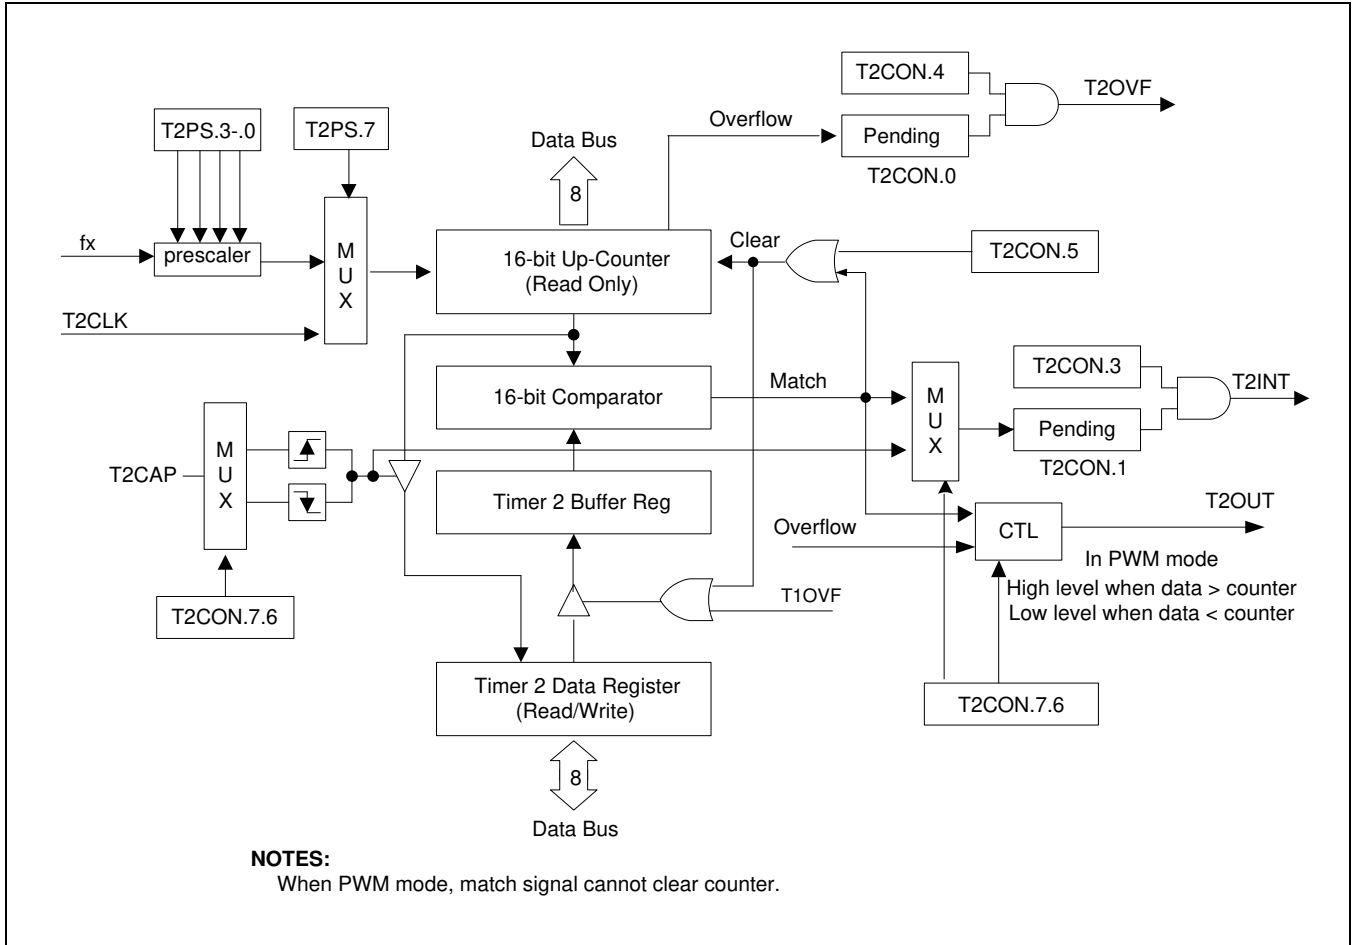 T2CON.4
T2OVF
T2PS.3-.0
T2PS.7
Overflow
Pending
Data Bus
T2CON.0
8
fx
prescaler
M
U
X
16-bit Up-Counter
(Read Only)
Clear
T2CON.5
T2CLK
16-bit Comparator
Match
M
U
X
T2CON.3
T2INT
Pending
T2CON.1
T2CAP
M
U
X
Timer 2 Buffer Reg
Overflow
CTL
T2OUT
In PWM mode
High level when data > counter
Low level when data < counter
T2CON.7.6
T1OVF
Timer 2 Data Register
(Read/Write)
T2CON.7.6
8
Data Bus
NOTES:
When PWM mode, match signal cannot clear counter.